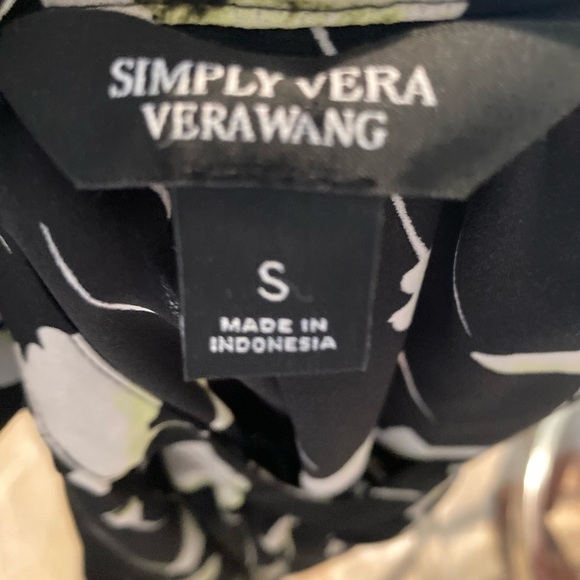 SIMPLY VERA
VERAWANG
S
MADE IN
INDONESIA